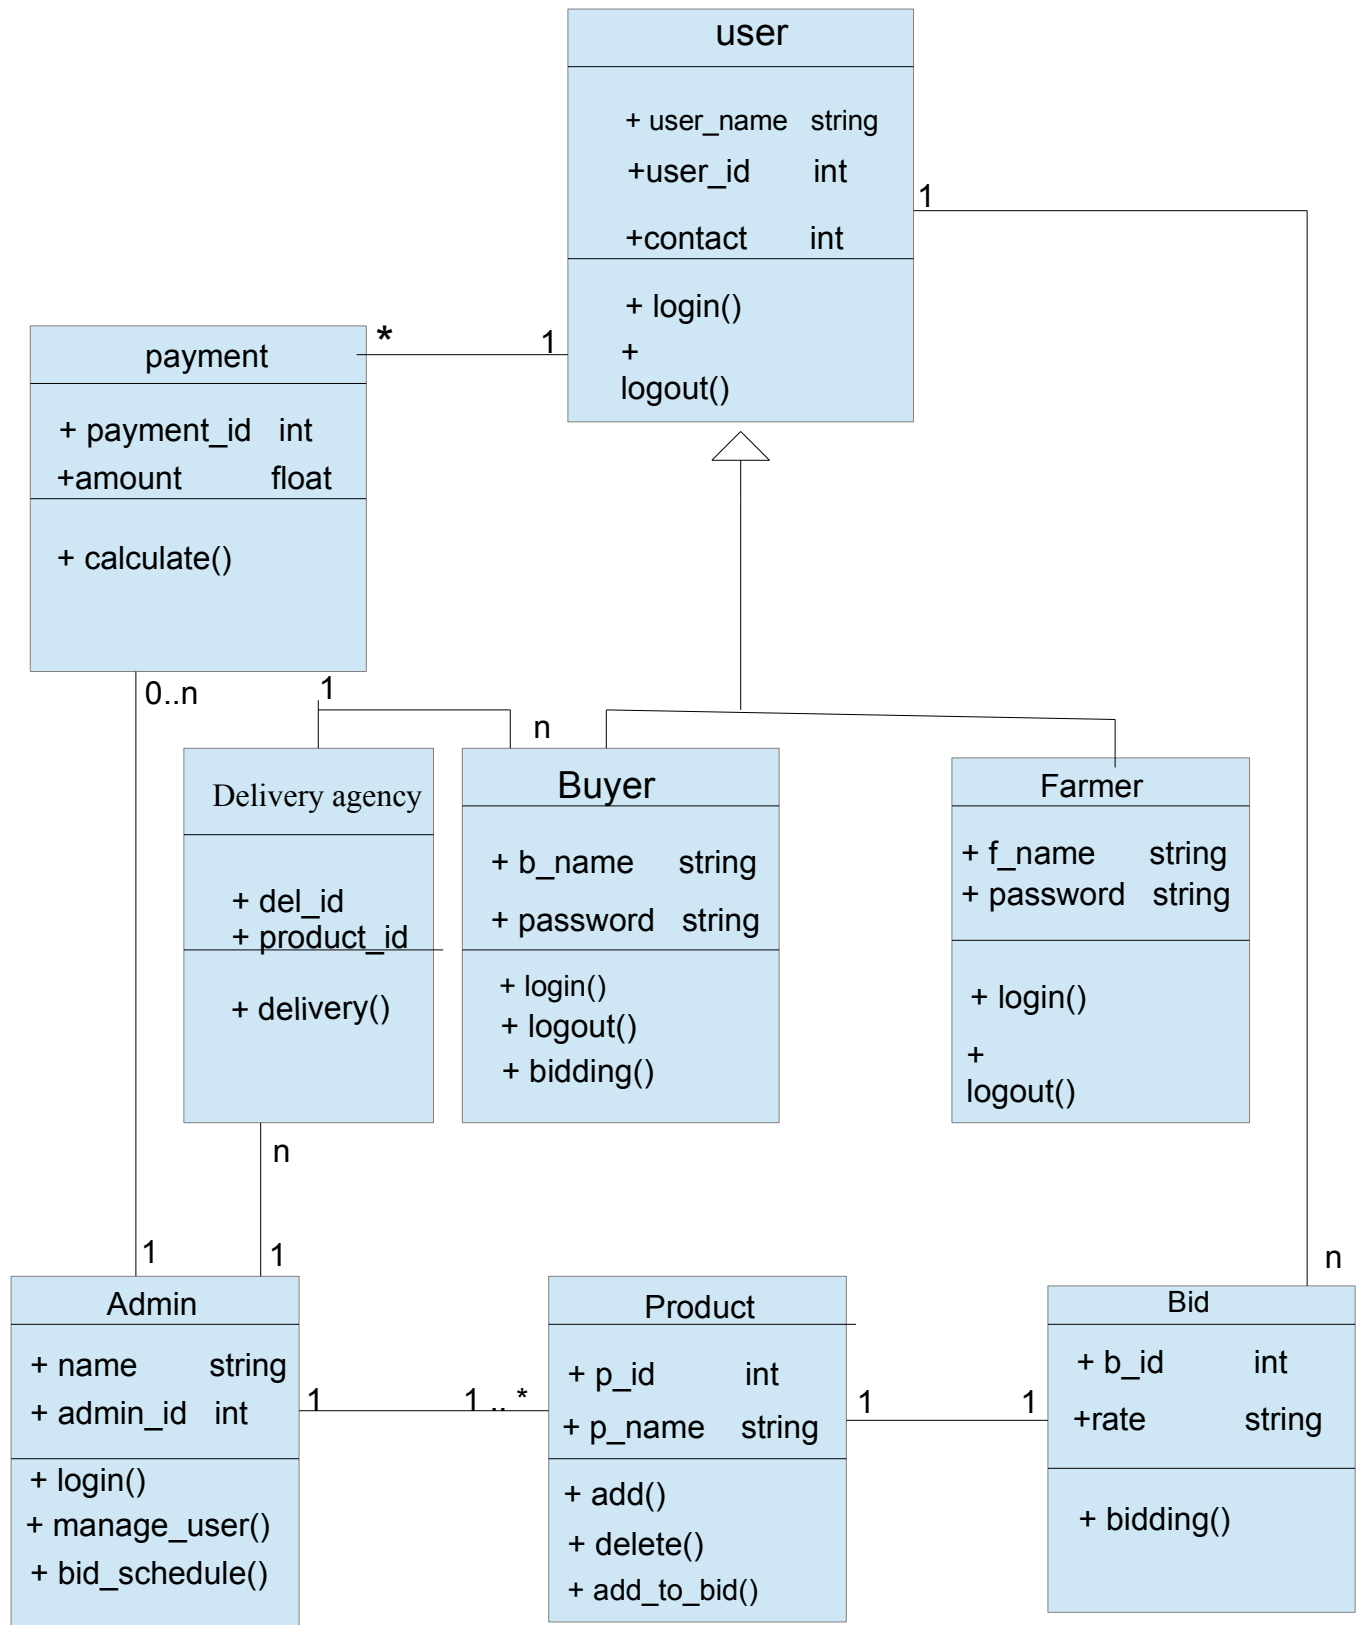 user
+ user_name string
+user_id int
+contact int
+ login()
+
logout()
1
payment
+ payment_id int
+amount float
+ calculate()
* 1
0..n
1
n
Delivery agency
+ del_id
+ product_id
+ delivery()
Buyer
+ b_name string
+ password string
+ login()
+ logout()
+ bidding()
Farmer
+ f_name string
+ password string
+ login()
+
logout()
n
1
1
n
Admin
+ name string
+ admin_id int
+ login()
+ manage_user()
+ bid_schedule()
1 1..*
Product
+ p_id int
+ p_name string
+ add()
+ delete()
+ add_to_bid()
1 1
Bid
+ b_id int
+rate string
+ bidding()